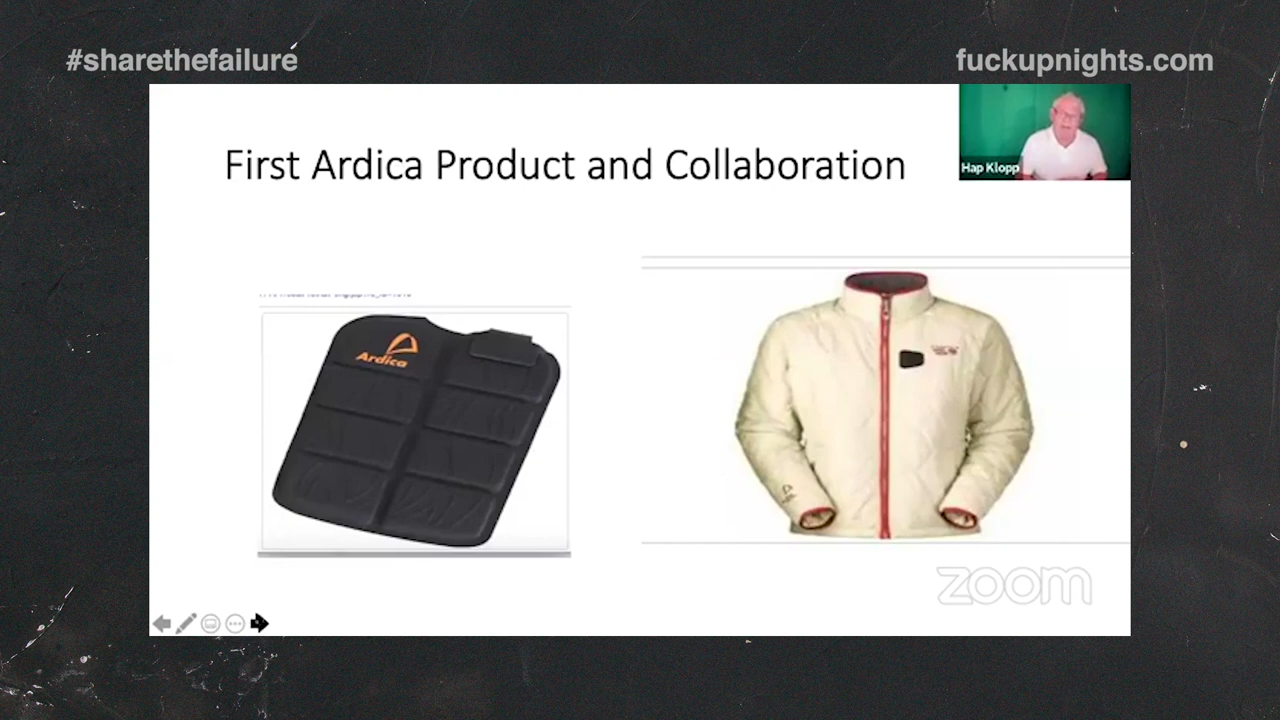 #sharethefailure
fuckupnights.com
First Ardica Product and Collaboration
Hap Klopp
Ardica
zoom